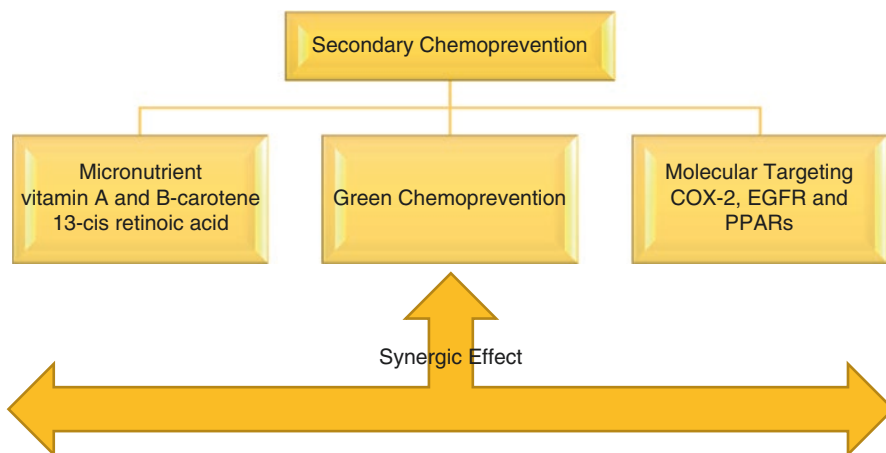 Secondary Chemoprevention
Micronutrient
vitamin A and B-carotene
13-cis retinoic acid
Green Chemoprevention
Molecular Targeting
COX-2, EGFR and
PPARs
Synergic Effect